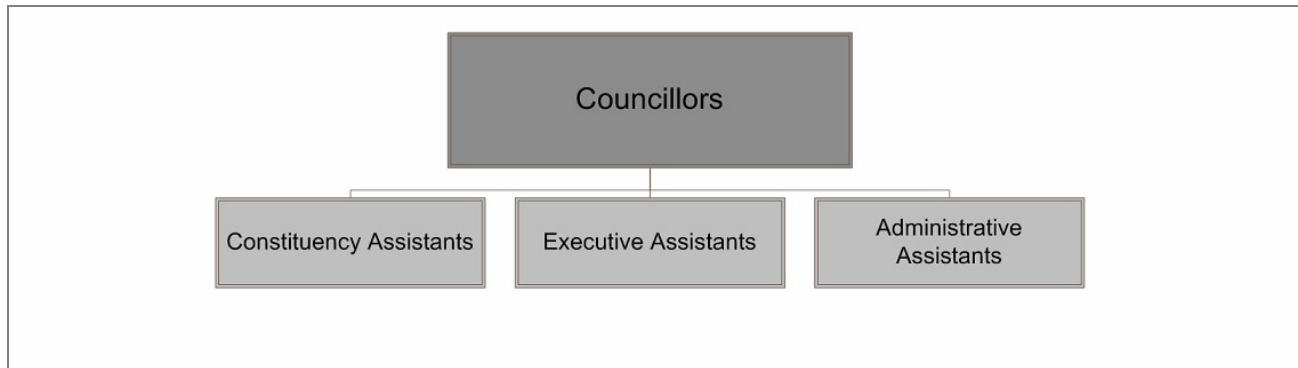 Councillors
Constituency Assistants
Executive Assistants
Administrative
Assistants